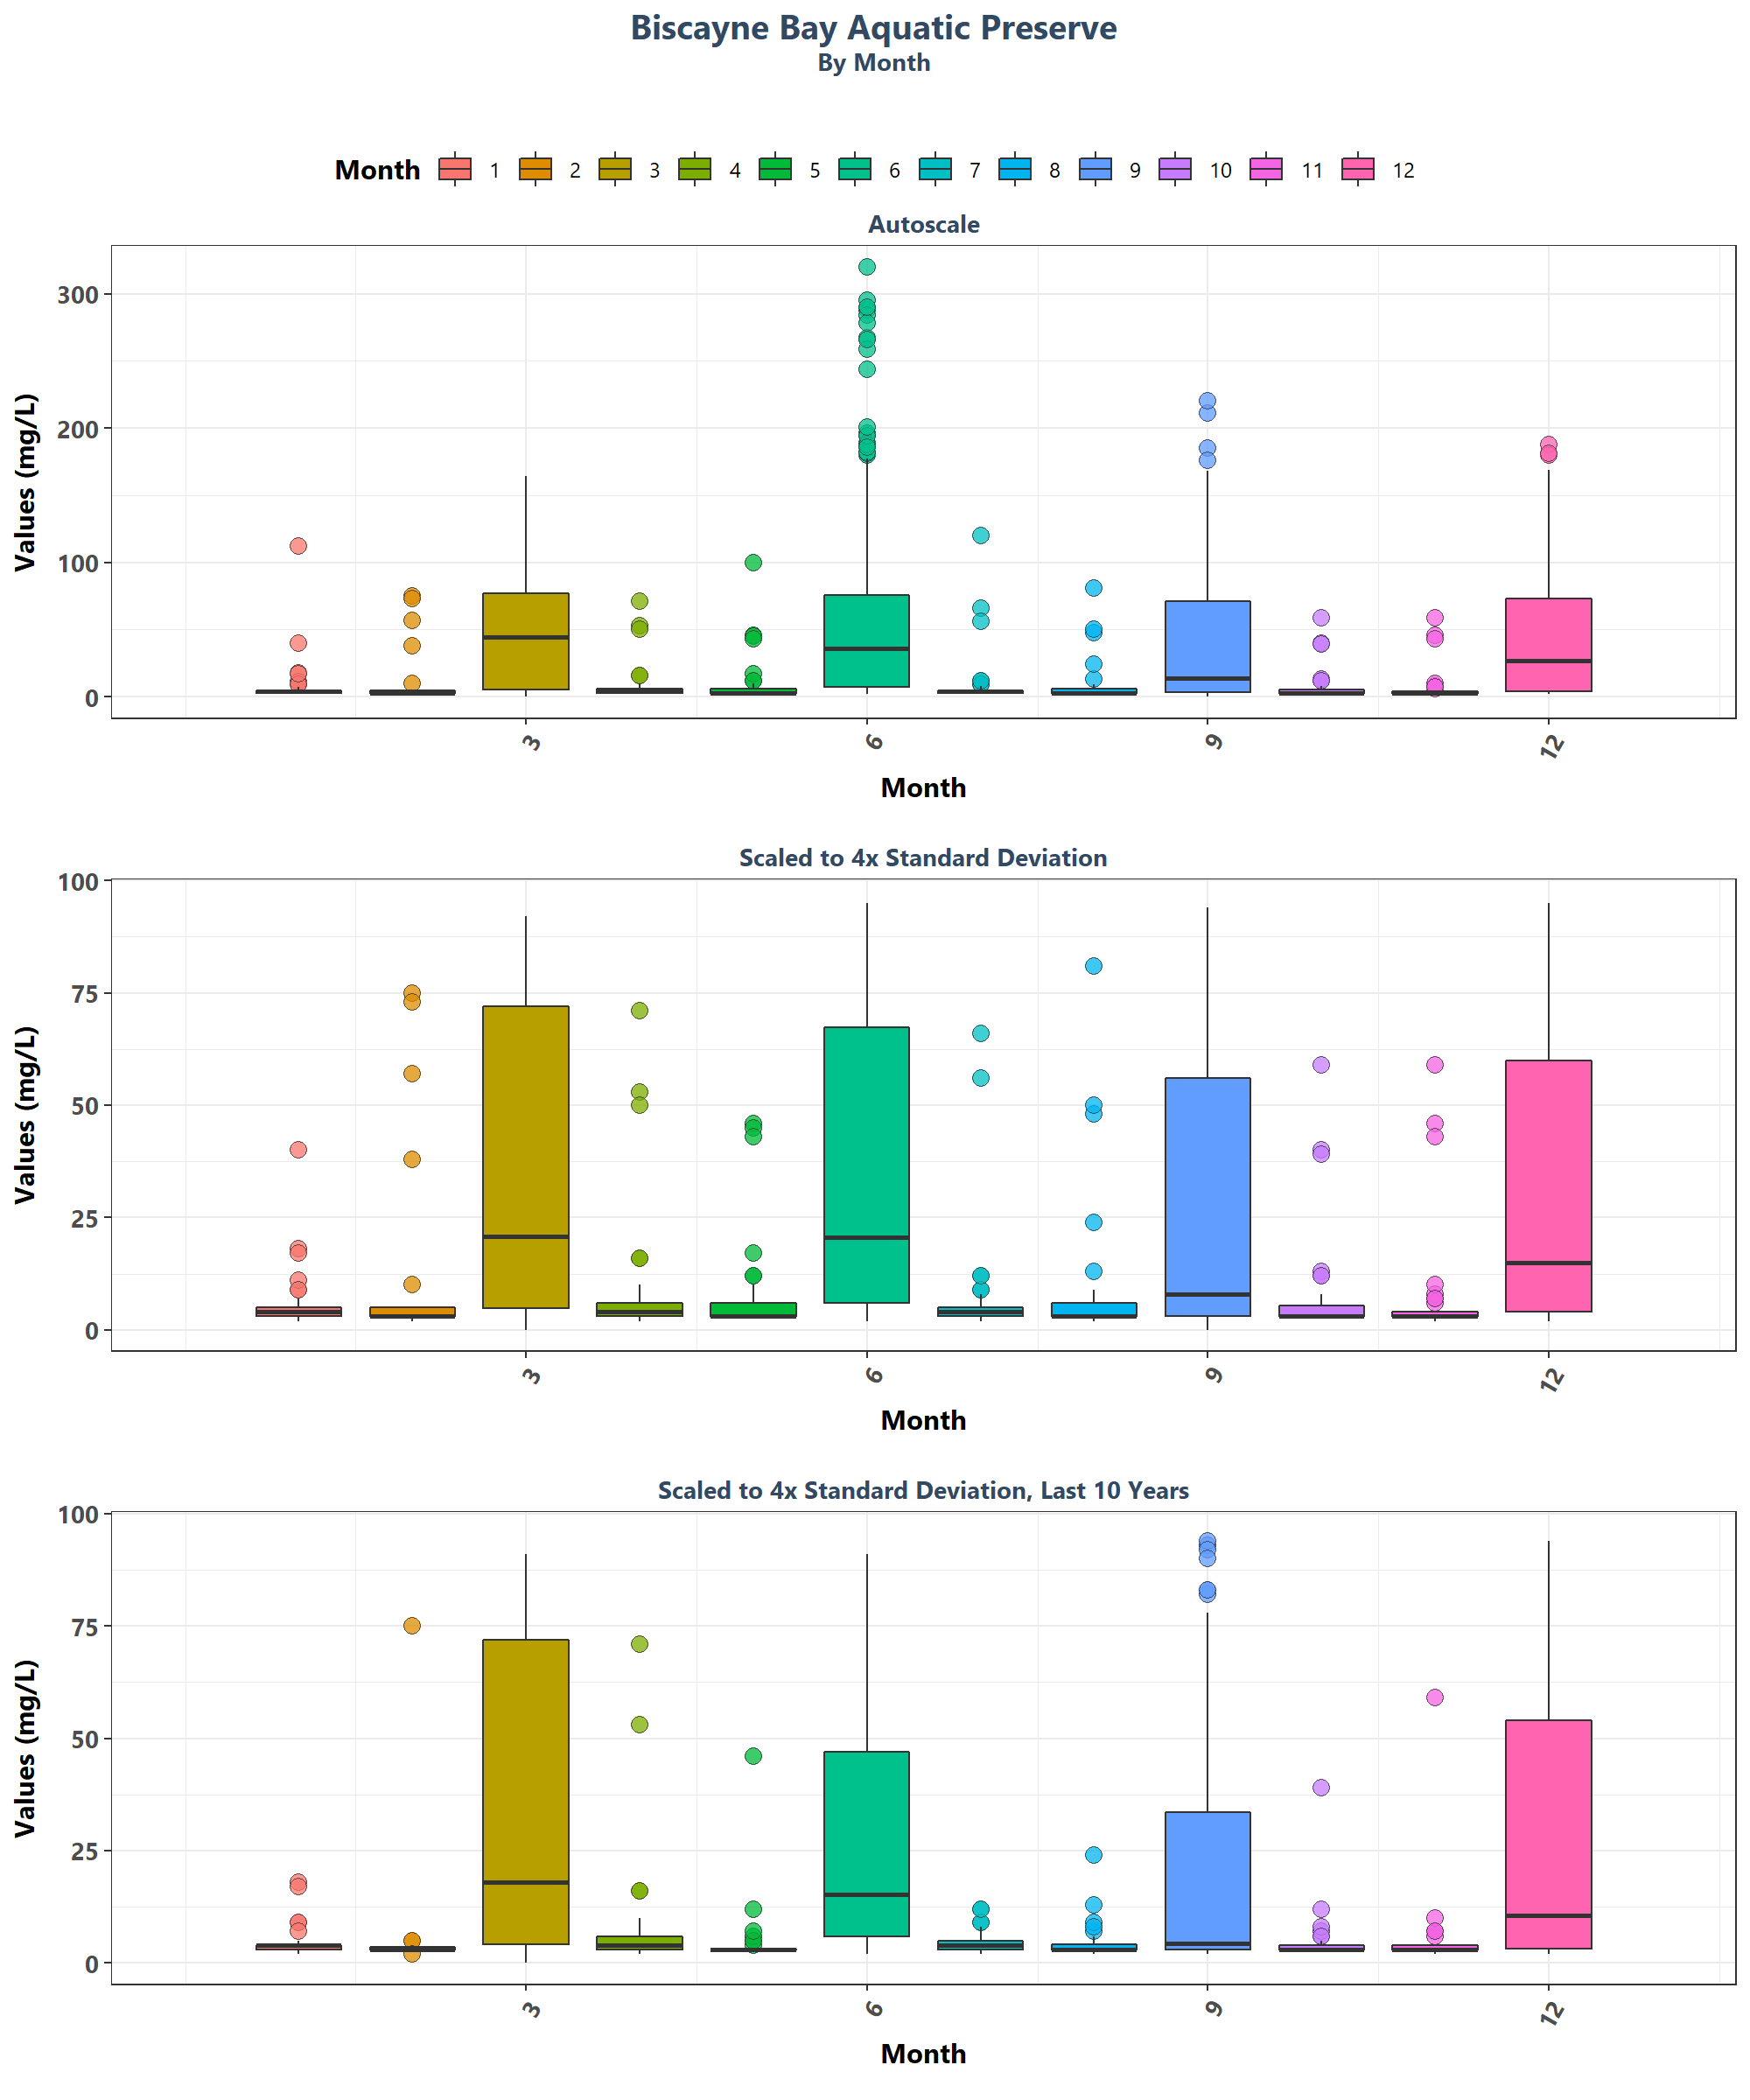 Biscayne Bay Aquatic Preserve
By Month
Month 1 2 3 4 5 6 7 8 9 10 11 12
Autoscale
Values (mg/L)
300
200
100
0
3 6 9 12
Month
Scaled to 4x Standard Deviation
Values (mg/L)
100
75
50
25
0
3 6 9 12
Month
Scaled to 4x Standard Deviation, Last 10 Years
Values (mg/L)
100
75
50
25
0
3 6 9 12
Month